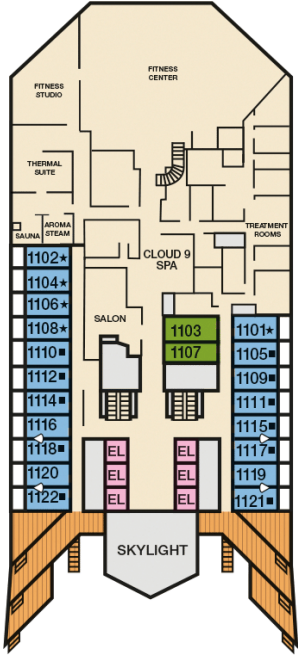 FITNESS
CENTER
FITNESS
STUDIO
THERMAL
SUITE
SAUNA
AROMA
STEAM
TREATMENT
ROOMS
CLOUD 9
SPA
SALON
1102★
1104★
1106★
1108★
1110■
1112■
1114■
1116
1118■
1120
1122■
1103
1107
1101★
1105■
1109■
1111■
1115■
1117■
1119
1121■
EL EL
EL EL
EL EL
SKYLIGHT